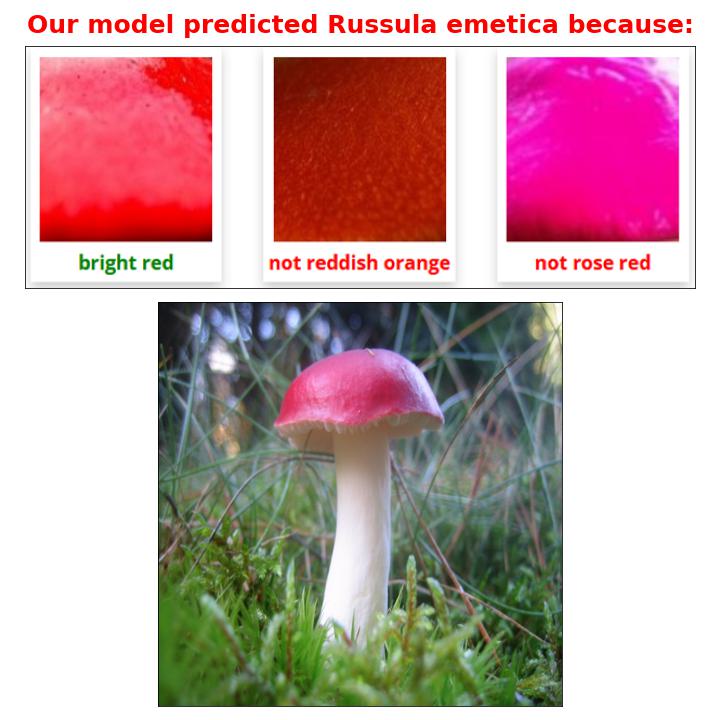 Our model predicted Russula emetica because:
bright red
not reddish orange
not rose red